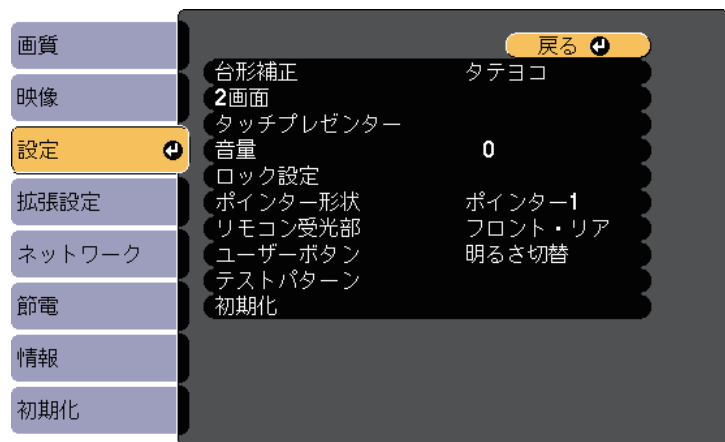 画質
映像
設定
拡張設定
ネットワーク
節電
情報
初期化
戻る
台形補正 タテヨコ
2画面
タッチプレゼンター
音量 0
ロック設定
ポインター形状 ポインター1
リモコン受光部 フロント・リア
ユーザーボタン 明るさ切替
テストパターン
初期化